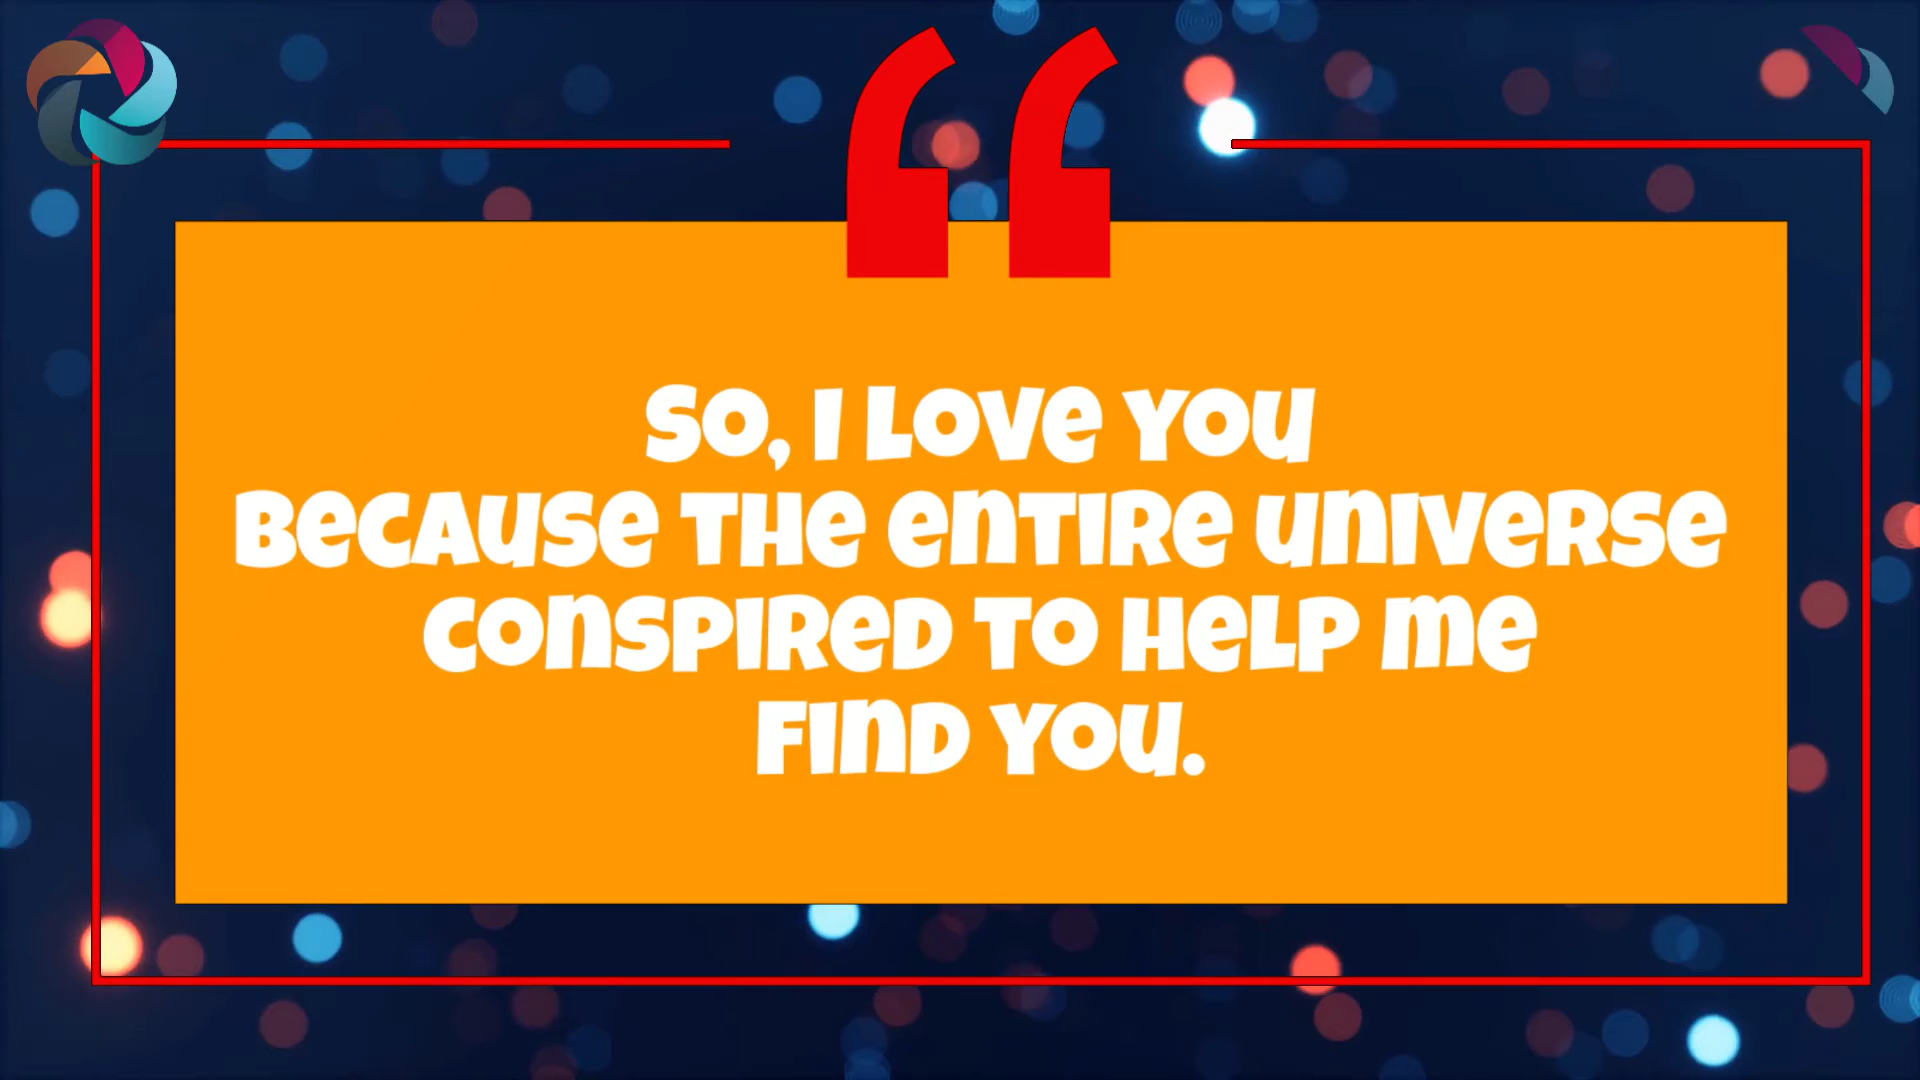 So, I Love You
Because The Entire Universe
Conspired To Help Me
Find You.